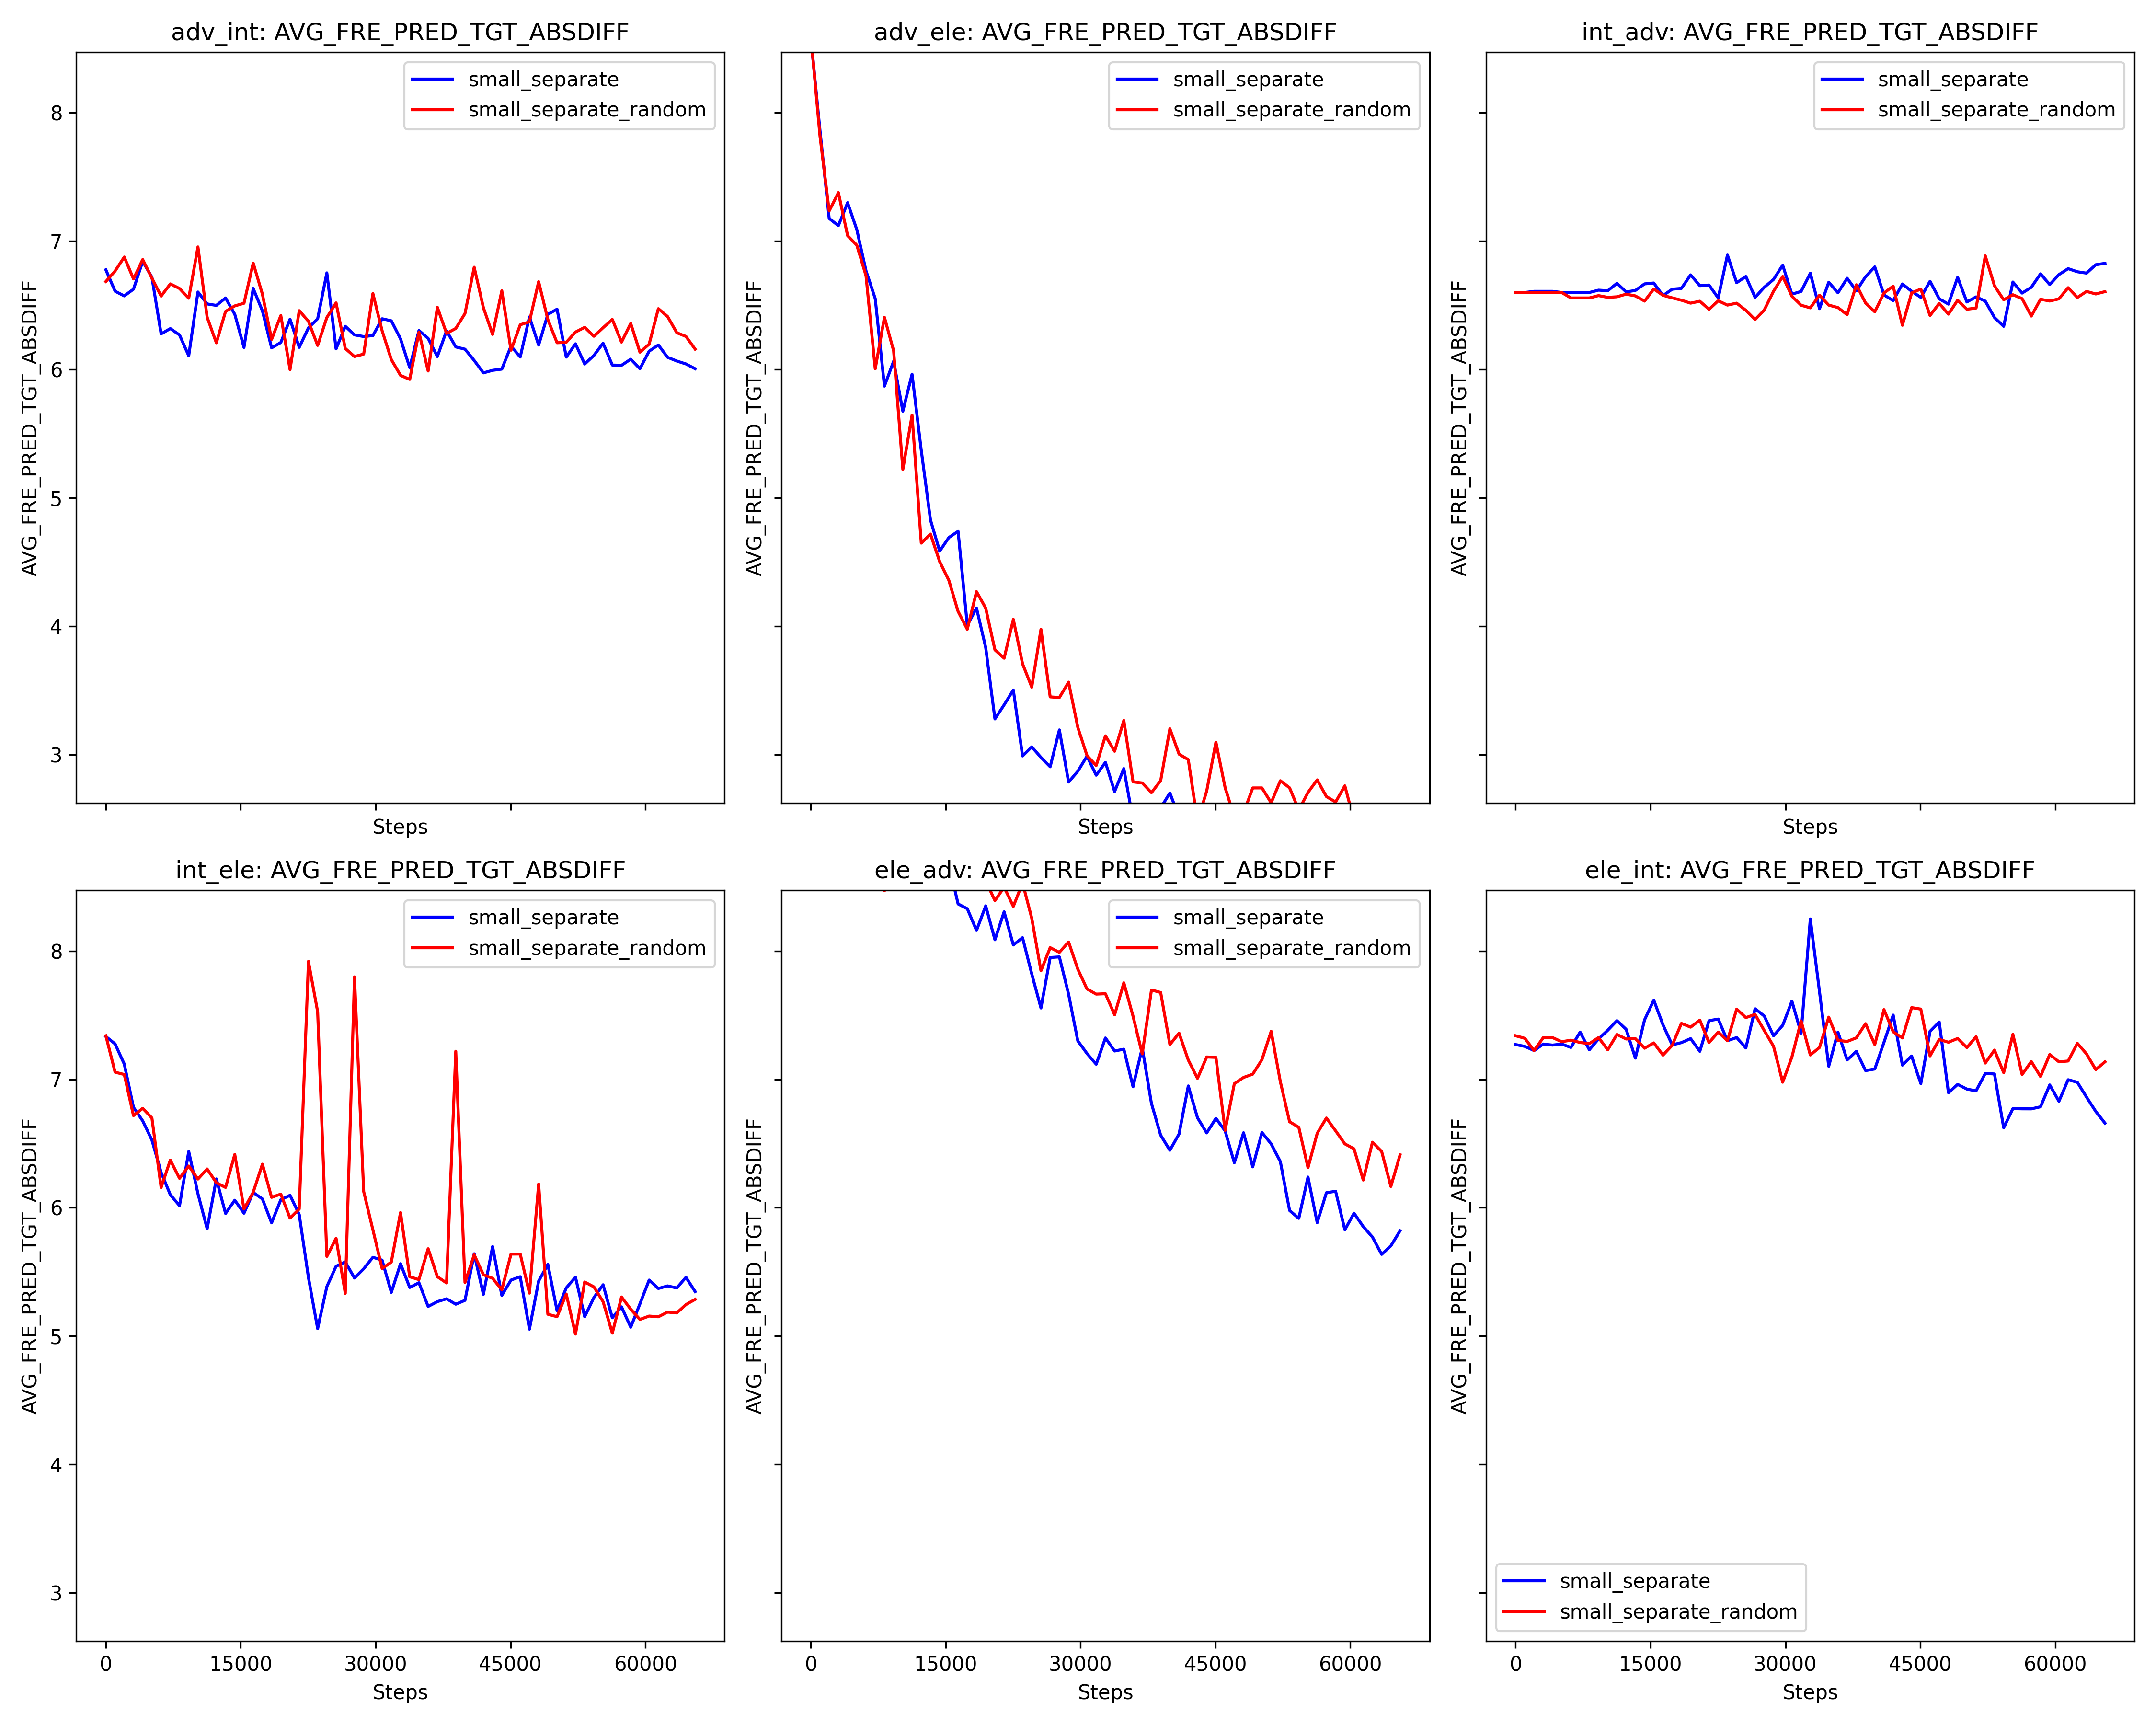 adv_int: AVG_FRE_PRED_TGT_ABSDIFF
small_separate
small_separate_random
AVG_FRE_PRED_TGT_ABSDIFF
8
7
6
5
4
3
Steps
adv_ele: AVG_FRE_PRED_TGT_ABSDIFF
small_separate
small_separate_random
AVG_FRE_PRED_TGT_ABSDIFF
Steps
int_adv: AVG_FRE_PRED_TGT_ABSDIFF
small_separate
small_separate_random
AVG_FRE_PRED_TGT_ABSDIFF
Steps
int_ele: AVG_FRE_PRED_TGT_ABSDIFF
small_separate
small_separate_random
AVG_FRE_PRED_TGT_ABSDIFF
8
7
6
5
4
3
0 15000 30000 45000 60000
Steps
ele_adv: AVG_FRE_PRED_TGT_ABSDIFF
small_separate
small_separate_random
AVG_FRE_PRED_TGT_ABSDIFF
0 15000 30000 45000 60000
Steps
ele_int: AVG_FRE_PRED_TGT_ABSDIFF
AVG_FRE_PRED_TGT_ABSDIFF
small_separate
small_separate_random
0 15000 30000 45000 60000
Steps